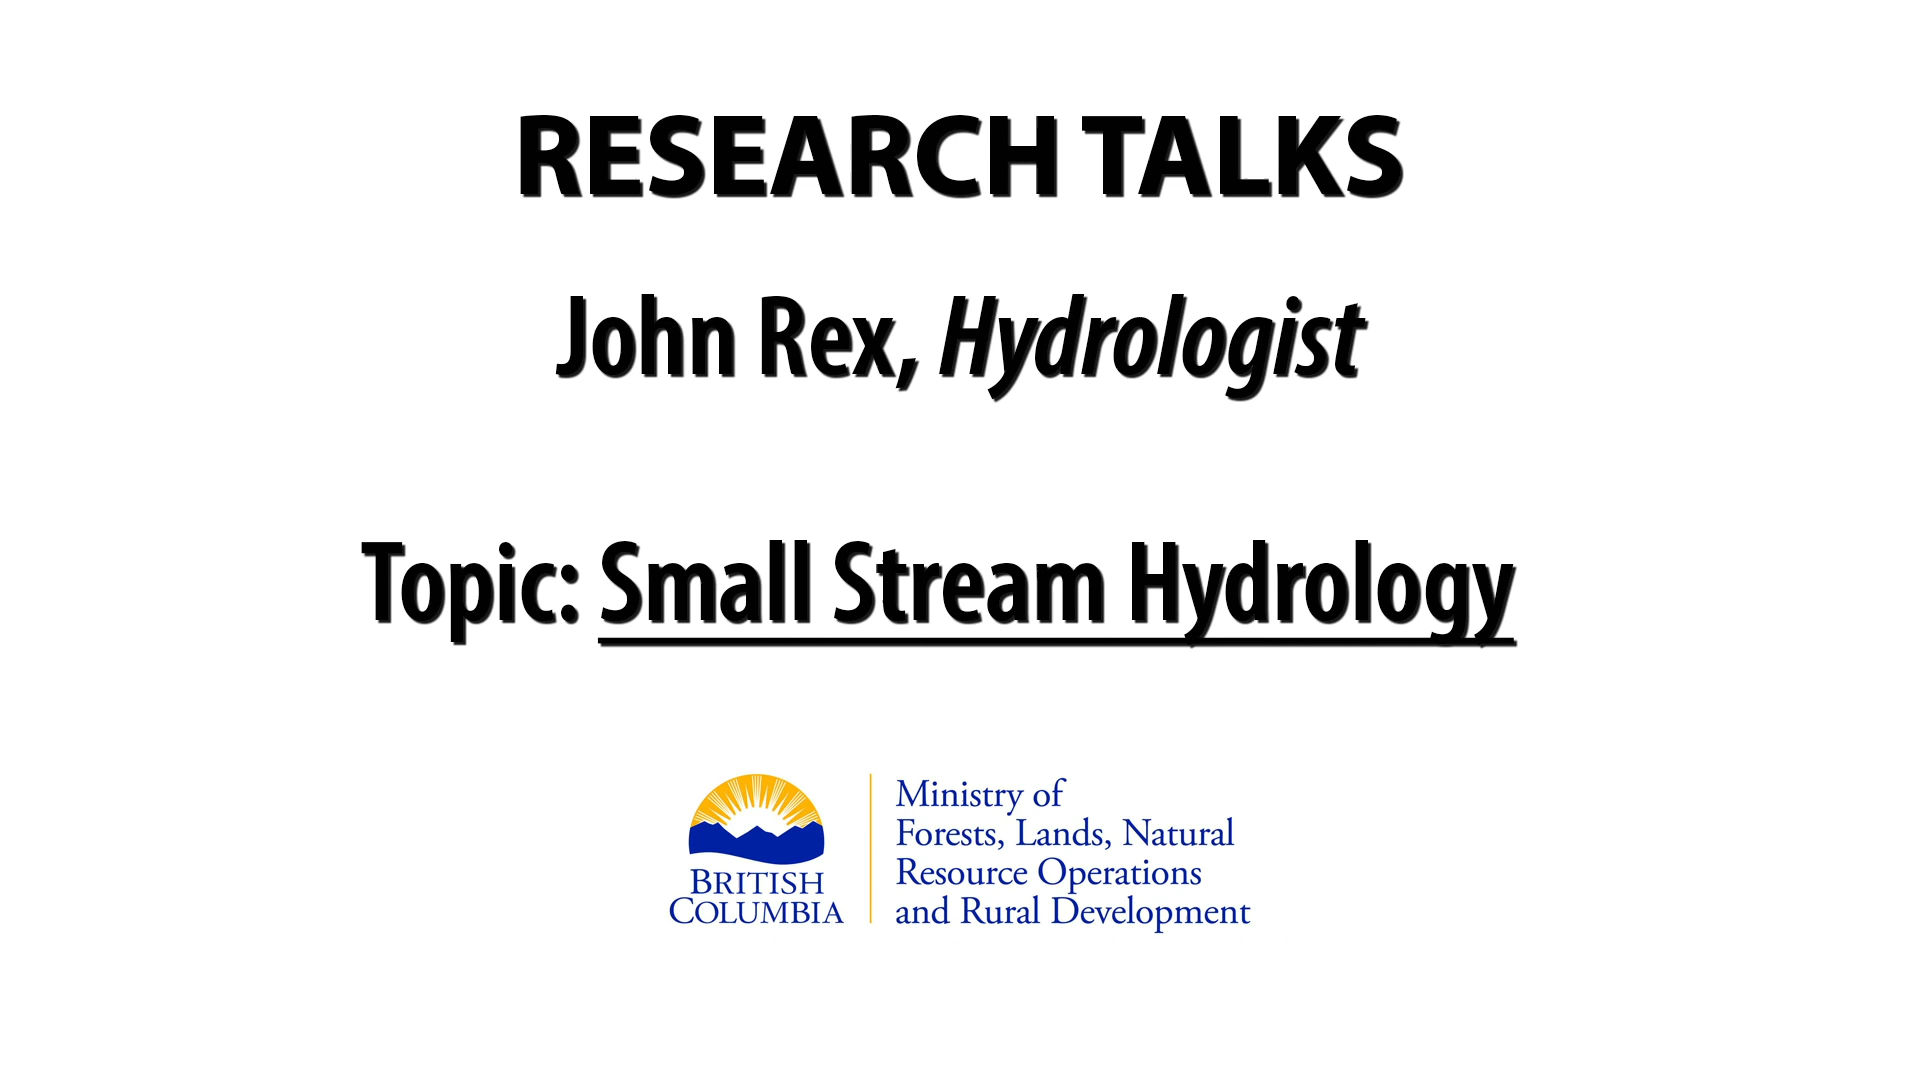 RESEARCH TALKS
John Rex, Hydrologist
Topic: Small Stream Hydrology
BRITISH
COLUMBIA
Ministry of
Forests, Lands, Natural
Resource Operations
and Rural Development